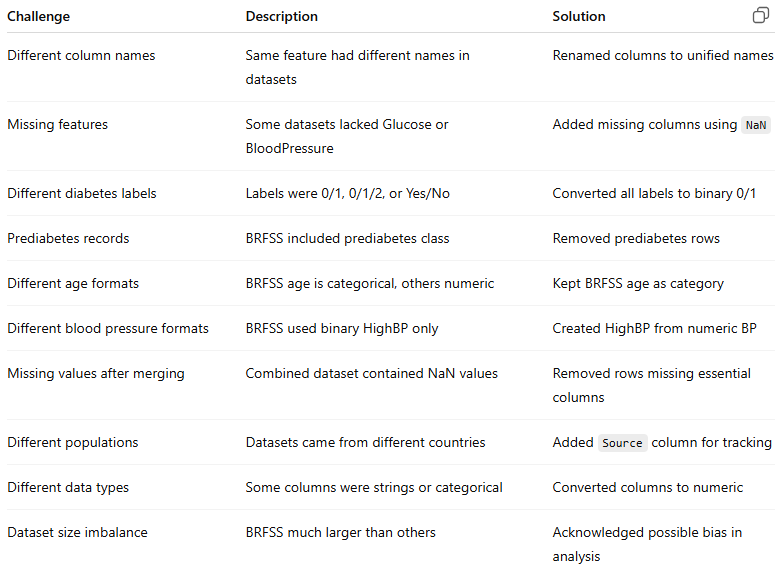 Challenge Description Solution
Different column names Same feature had different names in Renamed columns to unified names
datasets
Missing features Some datasets lacked Glucose or Added missing columns using NaN
BloodPressure
Different diabetes labels Labels were 0/1, 0/1/2, or Yes/No Converted all labels to binary 0/1
Prediabetes records BRFSS included prediabetes class Removed prediabetes rows
Different age formats BRFSS age is categorical, others numeric Kept BRFSS age as category
Different blood pressure formats BRFSS used binary HighBP only Created HighBP from numeric BP
Missing values after merging Combined dataset contained NaN values Removed rows missing essential
columns
Different populations Datasets came from different countries Added Source column for tracking
Different data types Some columns were strings or categorical Converted columns to numeric
Dataset size imbalance BRFSS much larger than others Acknowledged possible bias in
analysis